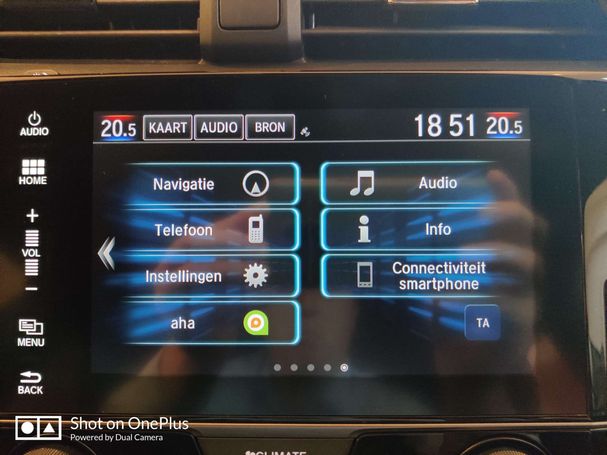 AUDIO
20.5 KAART AUDIO BRON 18 51 20.5
HOME
Navigatie
Audio
+
VOL
−
Telefoon
Info
Instellingen
Connectiviteit
smartphone
aha
TA
MENU
BACK
Shot on OnePlus
Powered by Dual Camera
CLIMATE